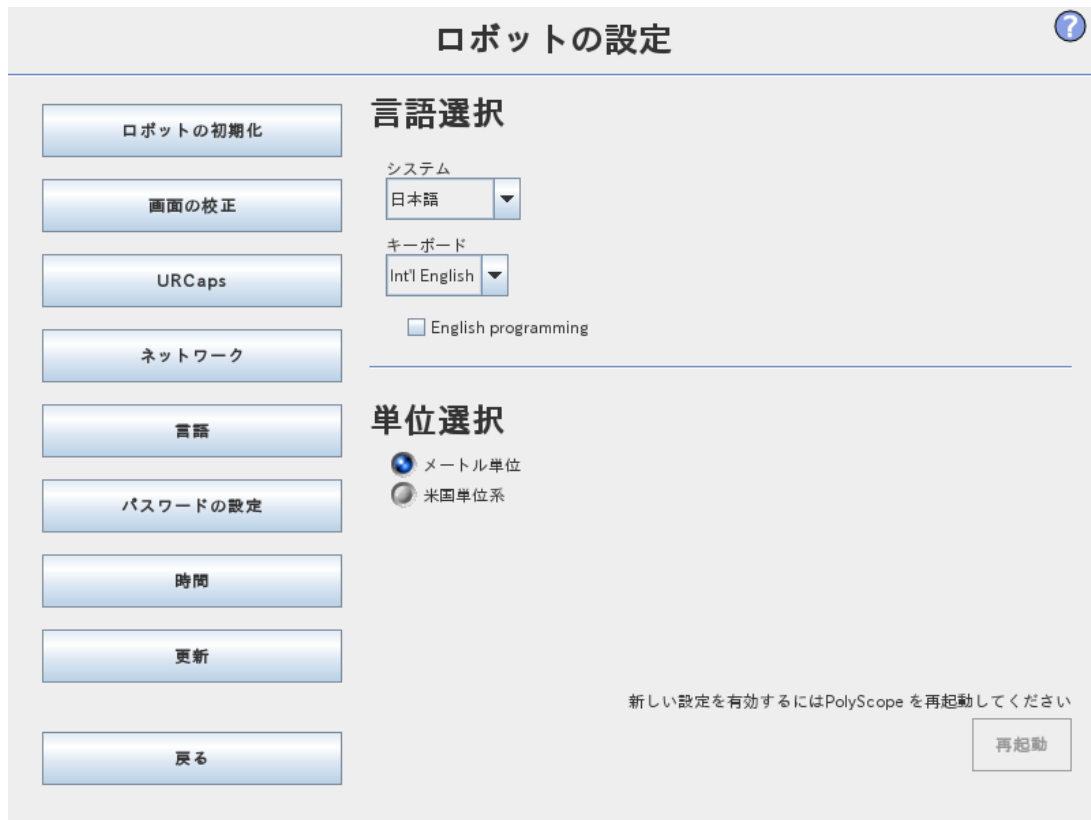 ロボットの設定
?
ロボットの初期化
画面の校正
URCaps
ネットワーク
言語
パスワードの設定
時間
更新
戻る
言語選択
システム
日本語
キーボード
Int'l English
English programming
単位選択
メートル単位
米国単位系
新しい設定を有効するにはPolyScope を再起動してください
再起動